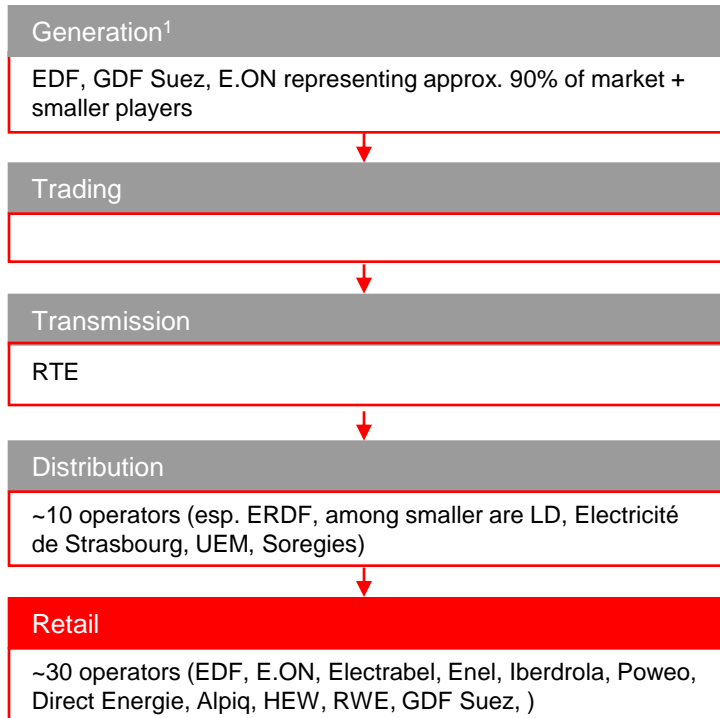 Generation¹
EDF, GDF Suez, E.ON representing approx. 90% of market +
smaller players
Trading
Transmission
RTE
Distribution
~10 operators (esp. ERDF, among smaller are LD, Electricité
de Strasbourg, UEM, Soregies)
Retail
~30 operators (EDF, E.ON, Electrabel, Enel, Iberdrola, Poweo,
Direct Energie, Alpiq, HEW, RWE, GDF Suez, )